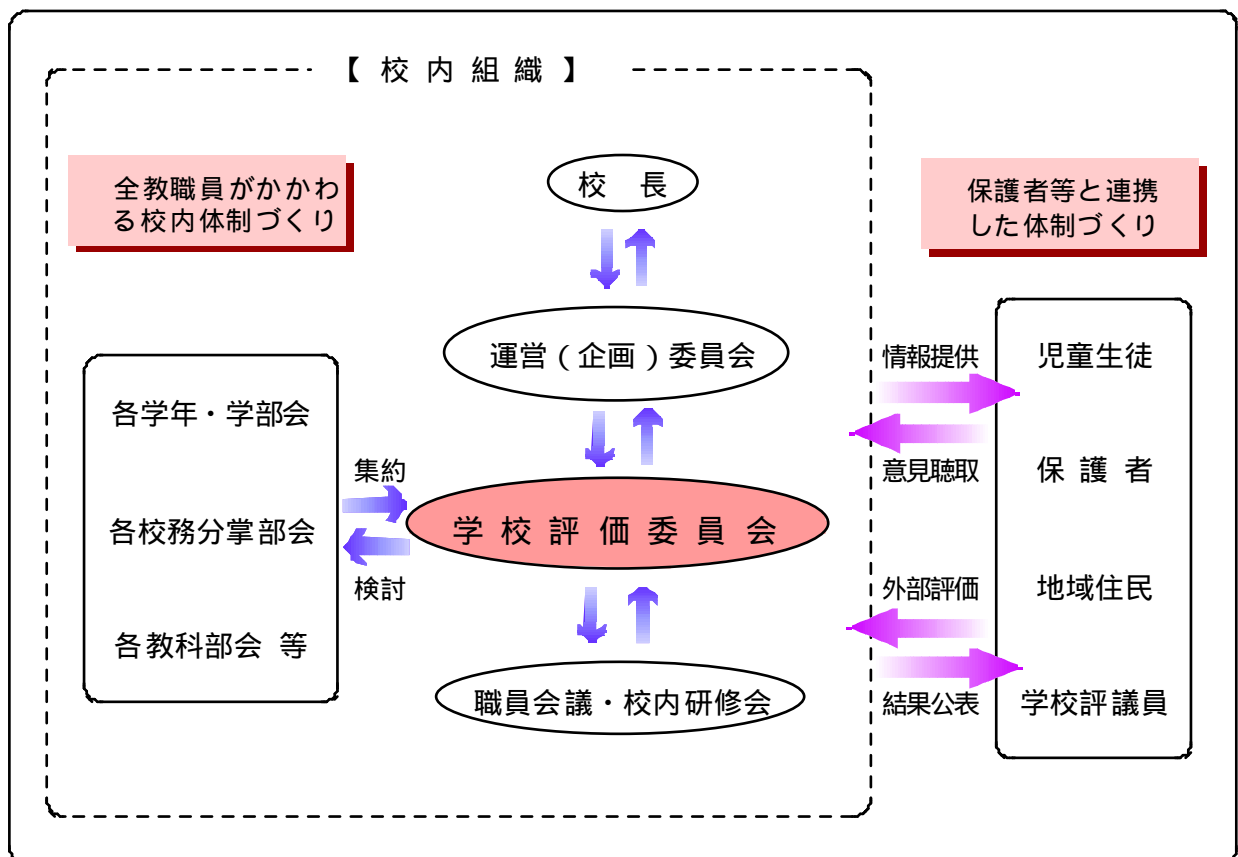 【校内組織】
全教職員がかかわ
る校内体制づくり
校長
保護者等と連携
した体制づくり
運営(企画)委員会
各学年・学部会
各校務分掌部会
各教科部会 等
集約
検討
学校評価委員会
職員会議・校内研修会
情報提供
意見聴取
外部評価
結果公表
児童生徒
保護者
地域住民
学校評議員